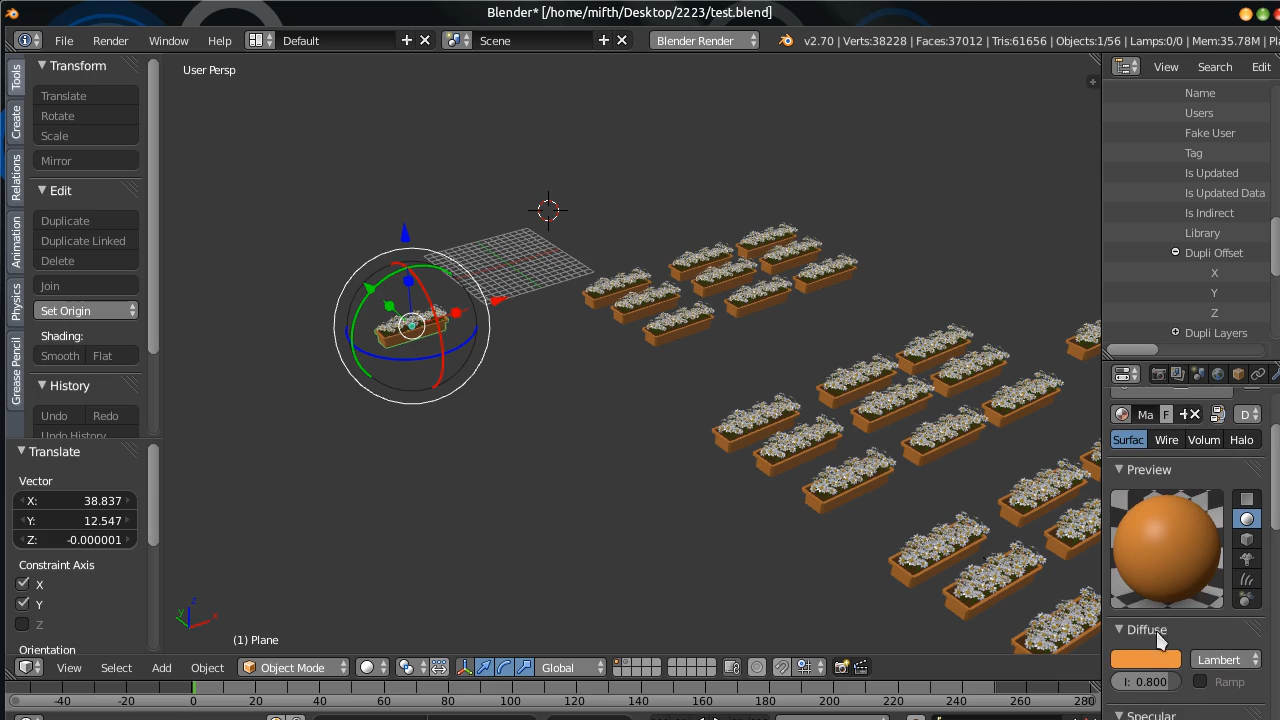 Blender* [/home/mifth/Desktop/2223/test.blend]
File Render Window Help Default Scene Blender Render v2.70 | Verts:38228 | Faces:37012 | Tris:61656 | Objects:1/56 | Lamps:0/0 | Mem:35.78M | Pl
Tools
Create
Relations
Animation
Physics
Grease Pencil
Transform
Translate
Rotate
Scale
Mirror
Edit
Duplicate
Duplicate Linked
Delete
Join
Set Origin
Shading:
Smooth Flat
History
Undo Redo
Undo History
Translate
Vector
X: 38.837
Y: 12.547
Z: -0.000001
Constraint Axis
X
Y
Z
Orientation
User Persp
z
y
x
(1) Plane
View Select Add Object Object Mode Global
-40 -20 0 20 40 60 80 100 120 140 160 180 200 220 240 260 280
View Search Edit
Name
Users
Fake User
Tag
Is Updated
Is Updated Data
Is Indirect
Library
Dupli Offset
X
Y
Z
Dupli Layers
Ma F D
Surfac Wire Volum Halo
Preview
Diffuse
Lambert
I: 0.800 Ramp
Specular